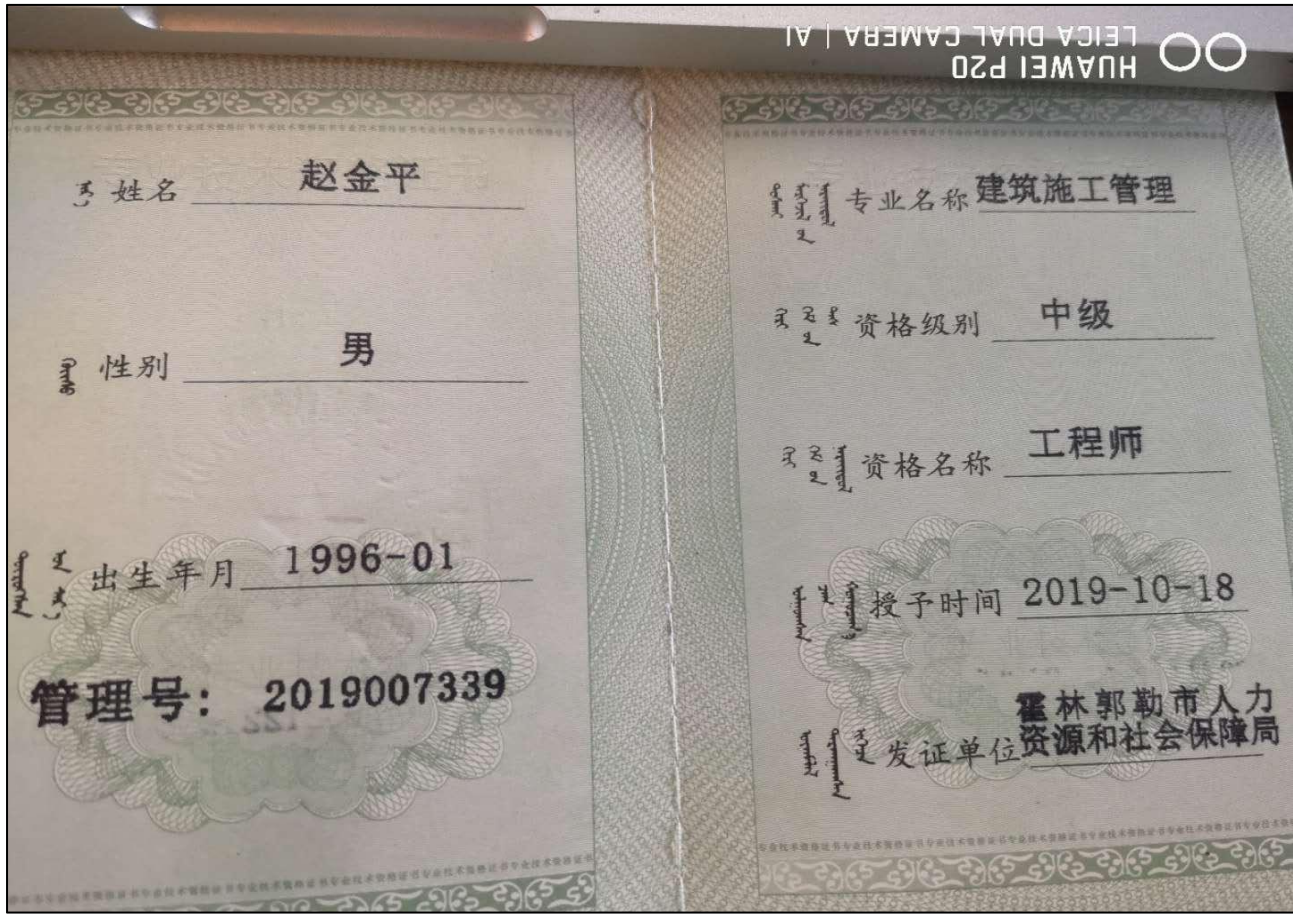 HUAWEI P20
LEICA DUAL CAMERA | AI
姓名 赵金平
性别 男
出生年月 1996-01
管理号: 2019007339
专业名称 建筑施工管理
资格级别 中级
资格名称 工程师
授予时间 2019-10-18
发证单位 霍林郭勒市人力
资源和社会保障局